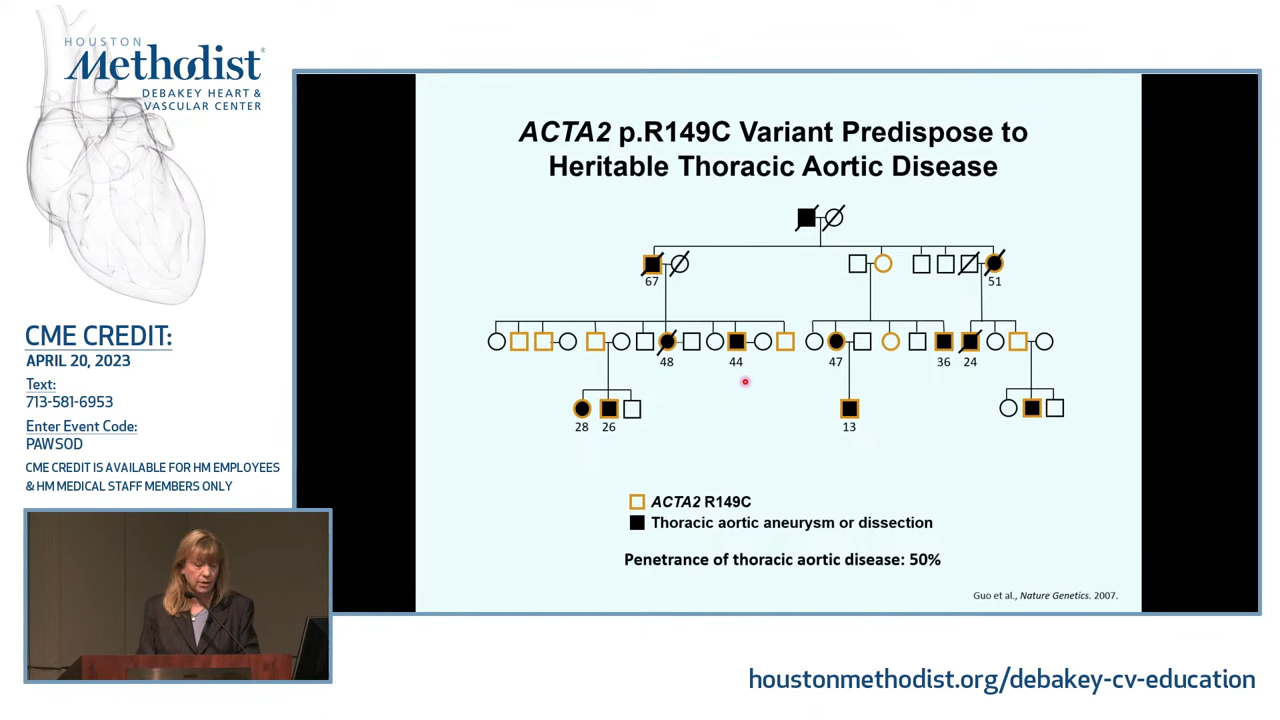 HOUSTON
Methodist®
DEBAKEY HEART &
VASCULAR CENTER
CME CREDIT:
APRIL 20, 2023
Text:
713-581-6953
Enter Event Code:
PAWSOD
CME CREDIT IS AVAILABLE FOR HM EMPLOYEES
& HM MEDICAL STAFF MEMBERS ONLY
ACTA2 p.R149C Variant Predispose to
Heritable Thoracic Aortic Disease
67
51
48
44
47
36
24
28
26
13
ACTA2 R149C
Thoracic aortic aneurysm or dissection
Penetrance of thoracic aortic disease: 50%
Guo et al., Nature Genetics. 2007.
houstonmethodist.org/debakey-cv-education